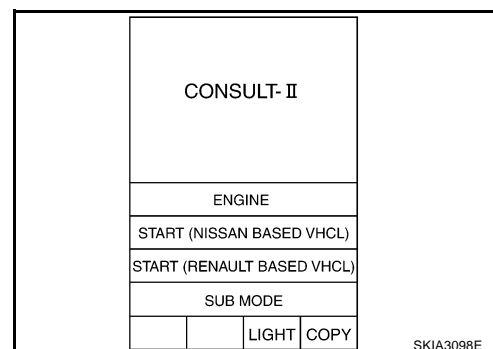 CONSULT-II
ENGINE
START (NISSAN BASED VHCL)
START (RENAULT BASED VHCL)
SUB MODE
LIGHT COPY
SKIA3098E